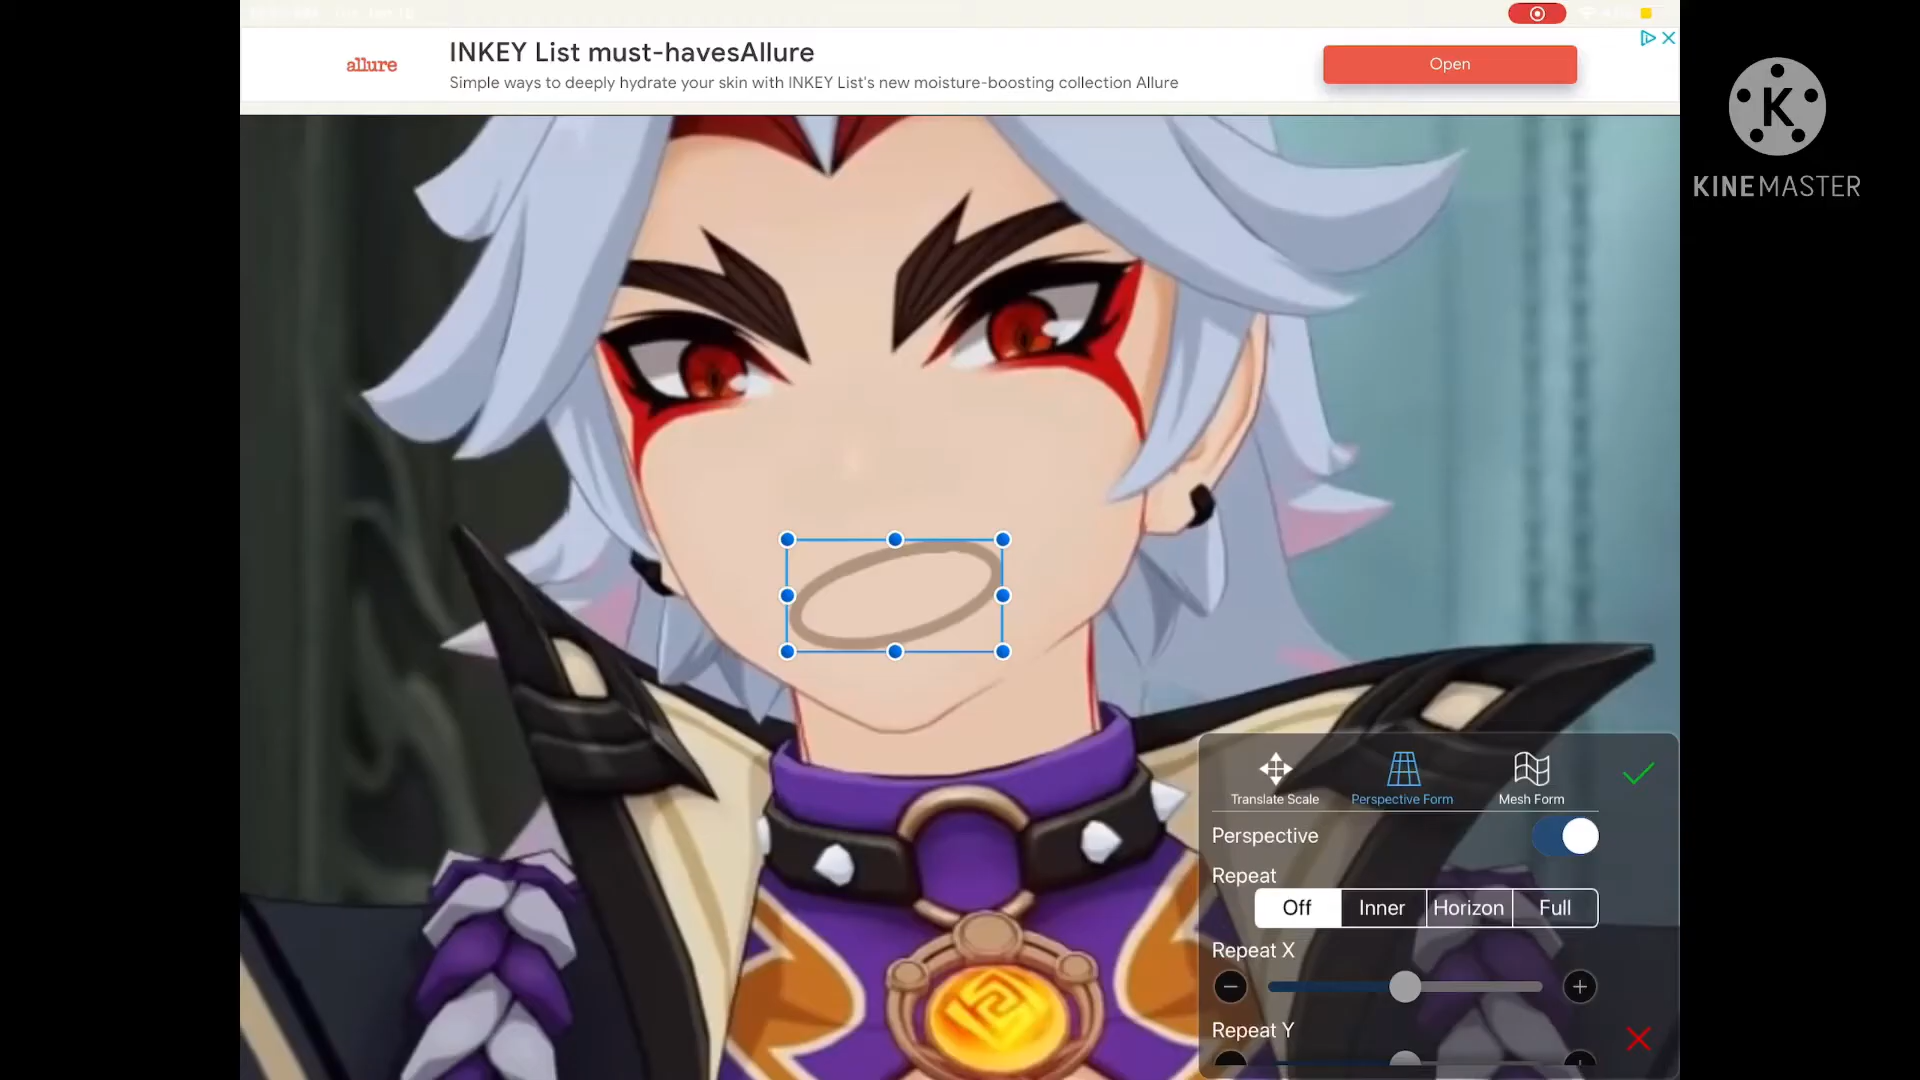 INKEY List must-havesAllure
allure
Simple ways to deeply hydrate your skin with INKEY List's new moisture-boosting collection Allure
Open
K
KINEMASTER
Translate Scale
Perspective Form
Mesh Form
Perspective
Repeat
Off
Inner
Horizon
Full
Repeat X
Repeat Y